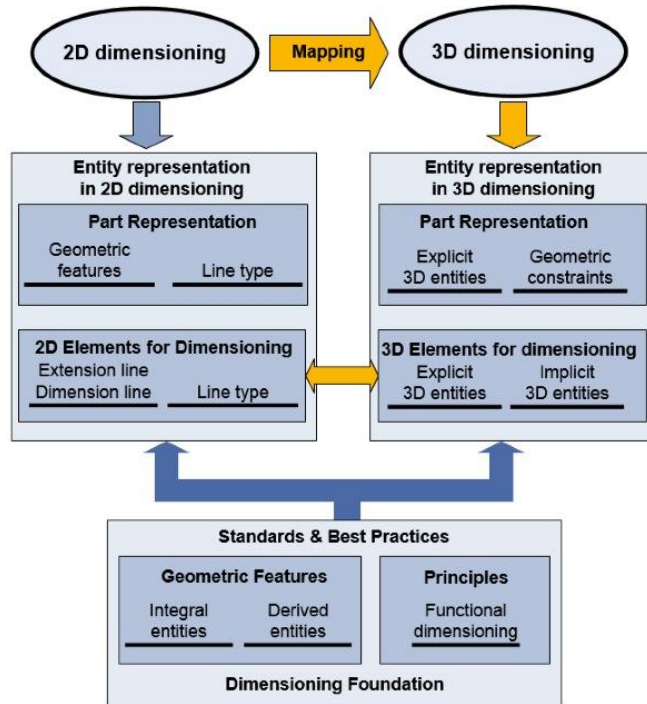 2D dimensioning
Mapping
3D dimensioning
Entity representation
in 2D dimensioning
Part Representation
Geometric
features
Line type
2D Elements for Dimensioning
Extension line
Dimension line
Line type
Entity representation
in 3D dimensioning
Part Representation
Explicit
3D entities
Geometric
constraints
3D Elements for dimensioning
Explicit
3D entities
Implicit
3D entities
Standards & Best Practices
Geometric Features
Integral
entities
Derived
entities
Principles
Functional
dimensioning
Dimensioning Foundation